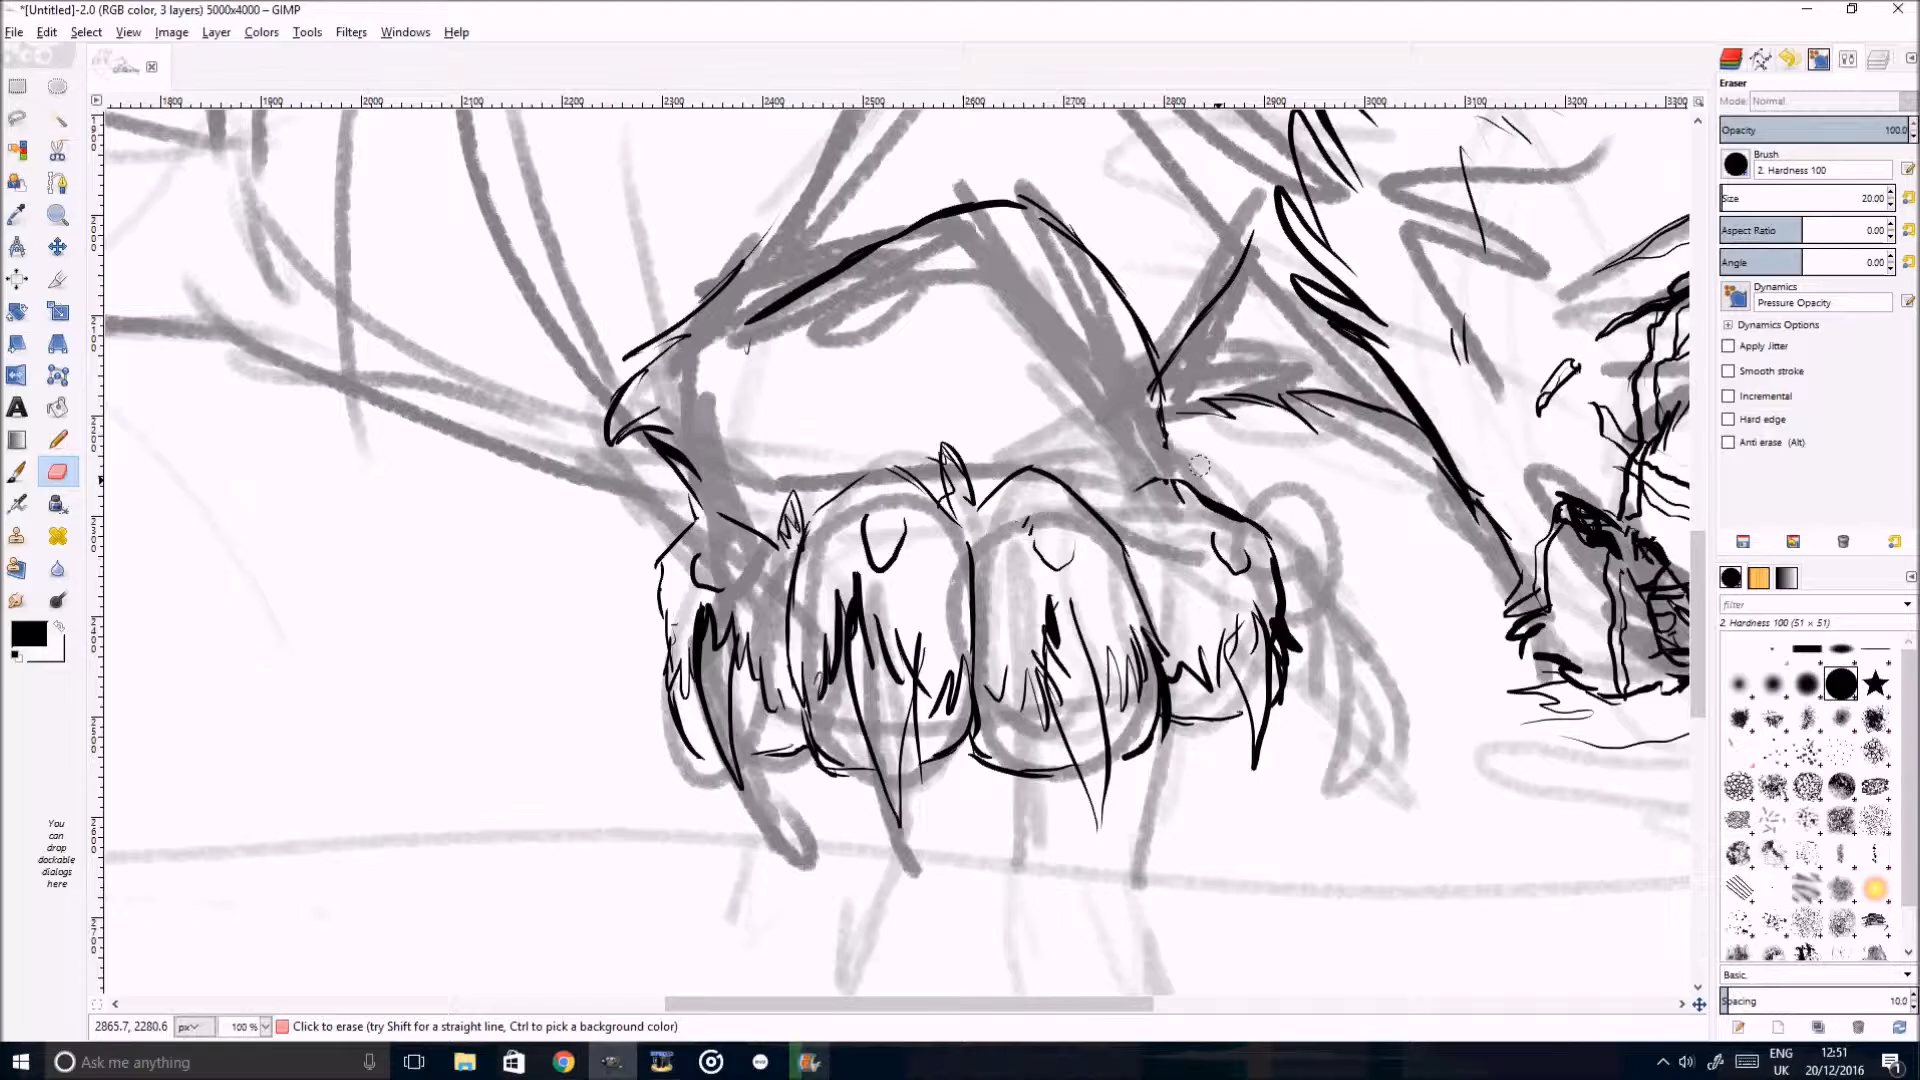 *[Untitled]-2.0 (RGB color, 3 layers) 5000x4000 – GIMP
File Edit Select View Image Layer Colors Tools Filters Windows Help
1800 1900 2000 2100 2200 2300 2400 2500 2600 2700 2800 2900 3000 3100 3200 3300
Eraser
Mode: Normal
Opacity 100.0
Brush
2. Hardness 100
Size 20.00
Aspect Ratio 0.00
Angle 0.00
Dynamics
Pressure Opacity
Dynamics Options
Apply Jitter
Smooth stroke
Incremental
Hard edge
Anti erase (Alt)
filter
2. Hardness 100 (51 × 51)
You
can
drop
dockable
dialogs
here
Basic,
Spacing 10.0
2865.7, 2280.6 px 100 % Click to erase (try Shift for a straight line, Ctrl to pick a background color)
Ask me anything
ENG
UK
12:51
20/12/2016